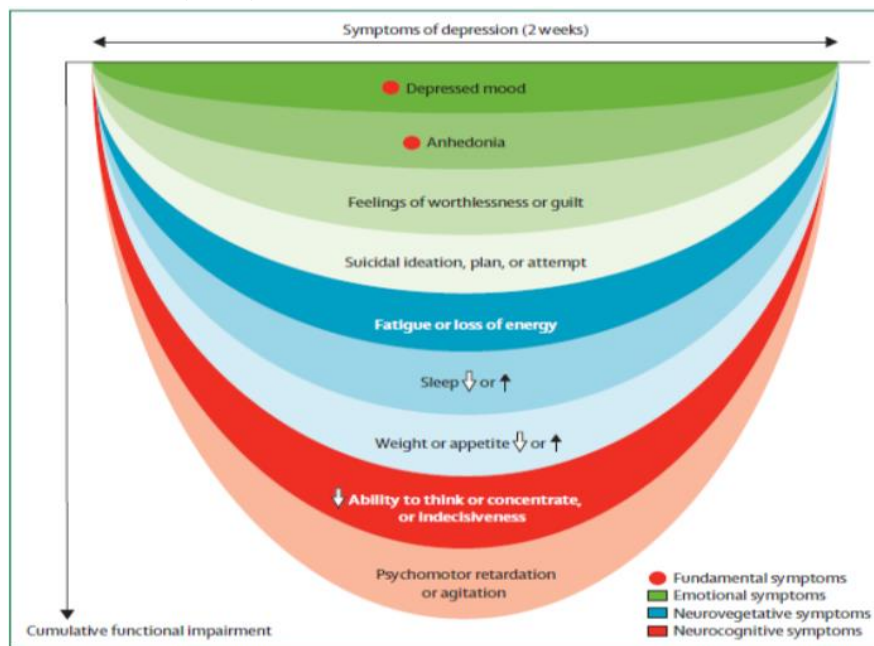 Symptoms of depression (2 weeks)
Depressed mood
Anhedonia
Feelings of worthlessness or guilt
Suicidal ideation, plan, or attempt
Fatigue or loss of energy
Sleep ⇩ or ↑
Weight or appetite ⇩ or ↑
⇩ Ability to think or concentrate,
or indecisiveness
Psychomotor retardation
or agitation
Cumulative functional impairment
Fundamental symptoms
Emotional symptoms
Neurovegetative symptoms
Neurocognitive symptoms